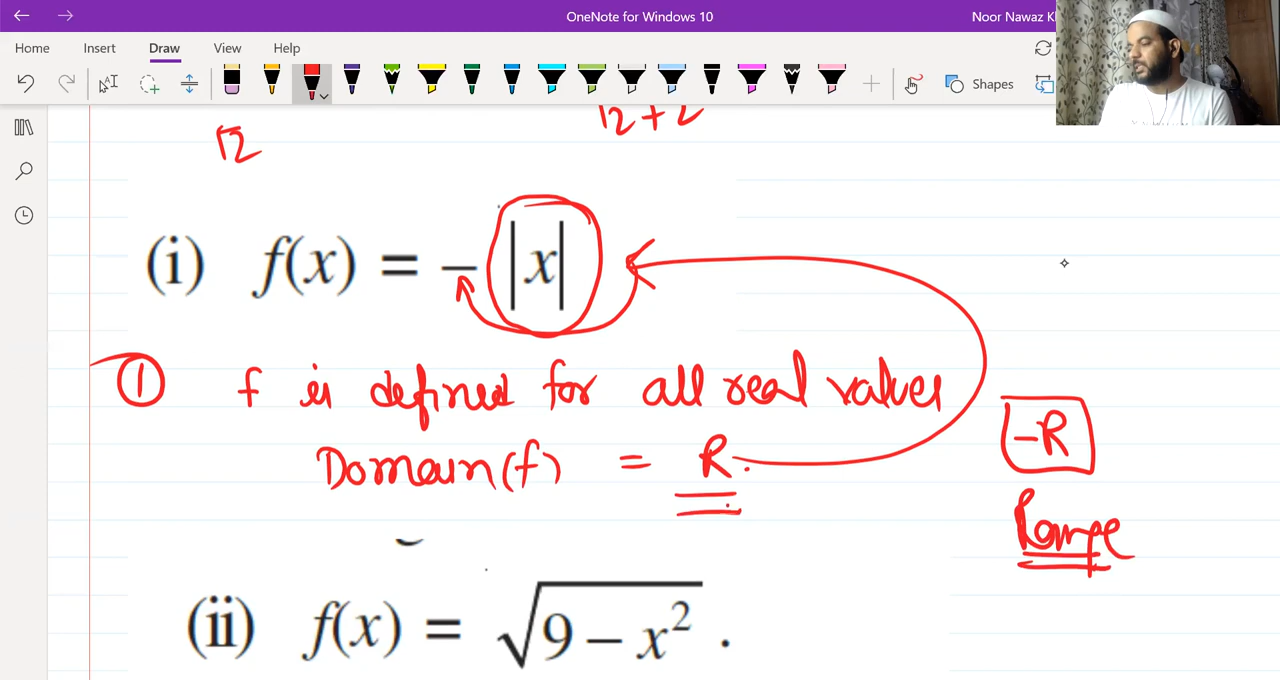 OneNote for Windows 10
Noor Nawaz K
Home Insert Draw View Help
Shapes
12
12+2
(i) f(x) = – |x|
① f is defined for all real values
Domain(f) = R.
-R
Range
(ii) f(x) = √9 – x² .